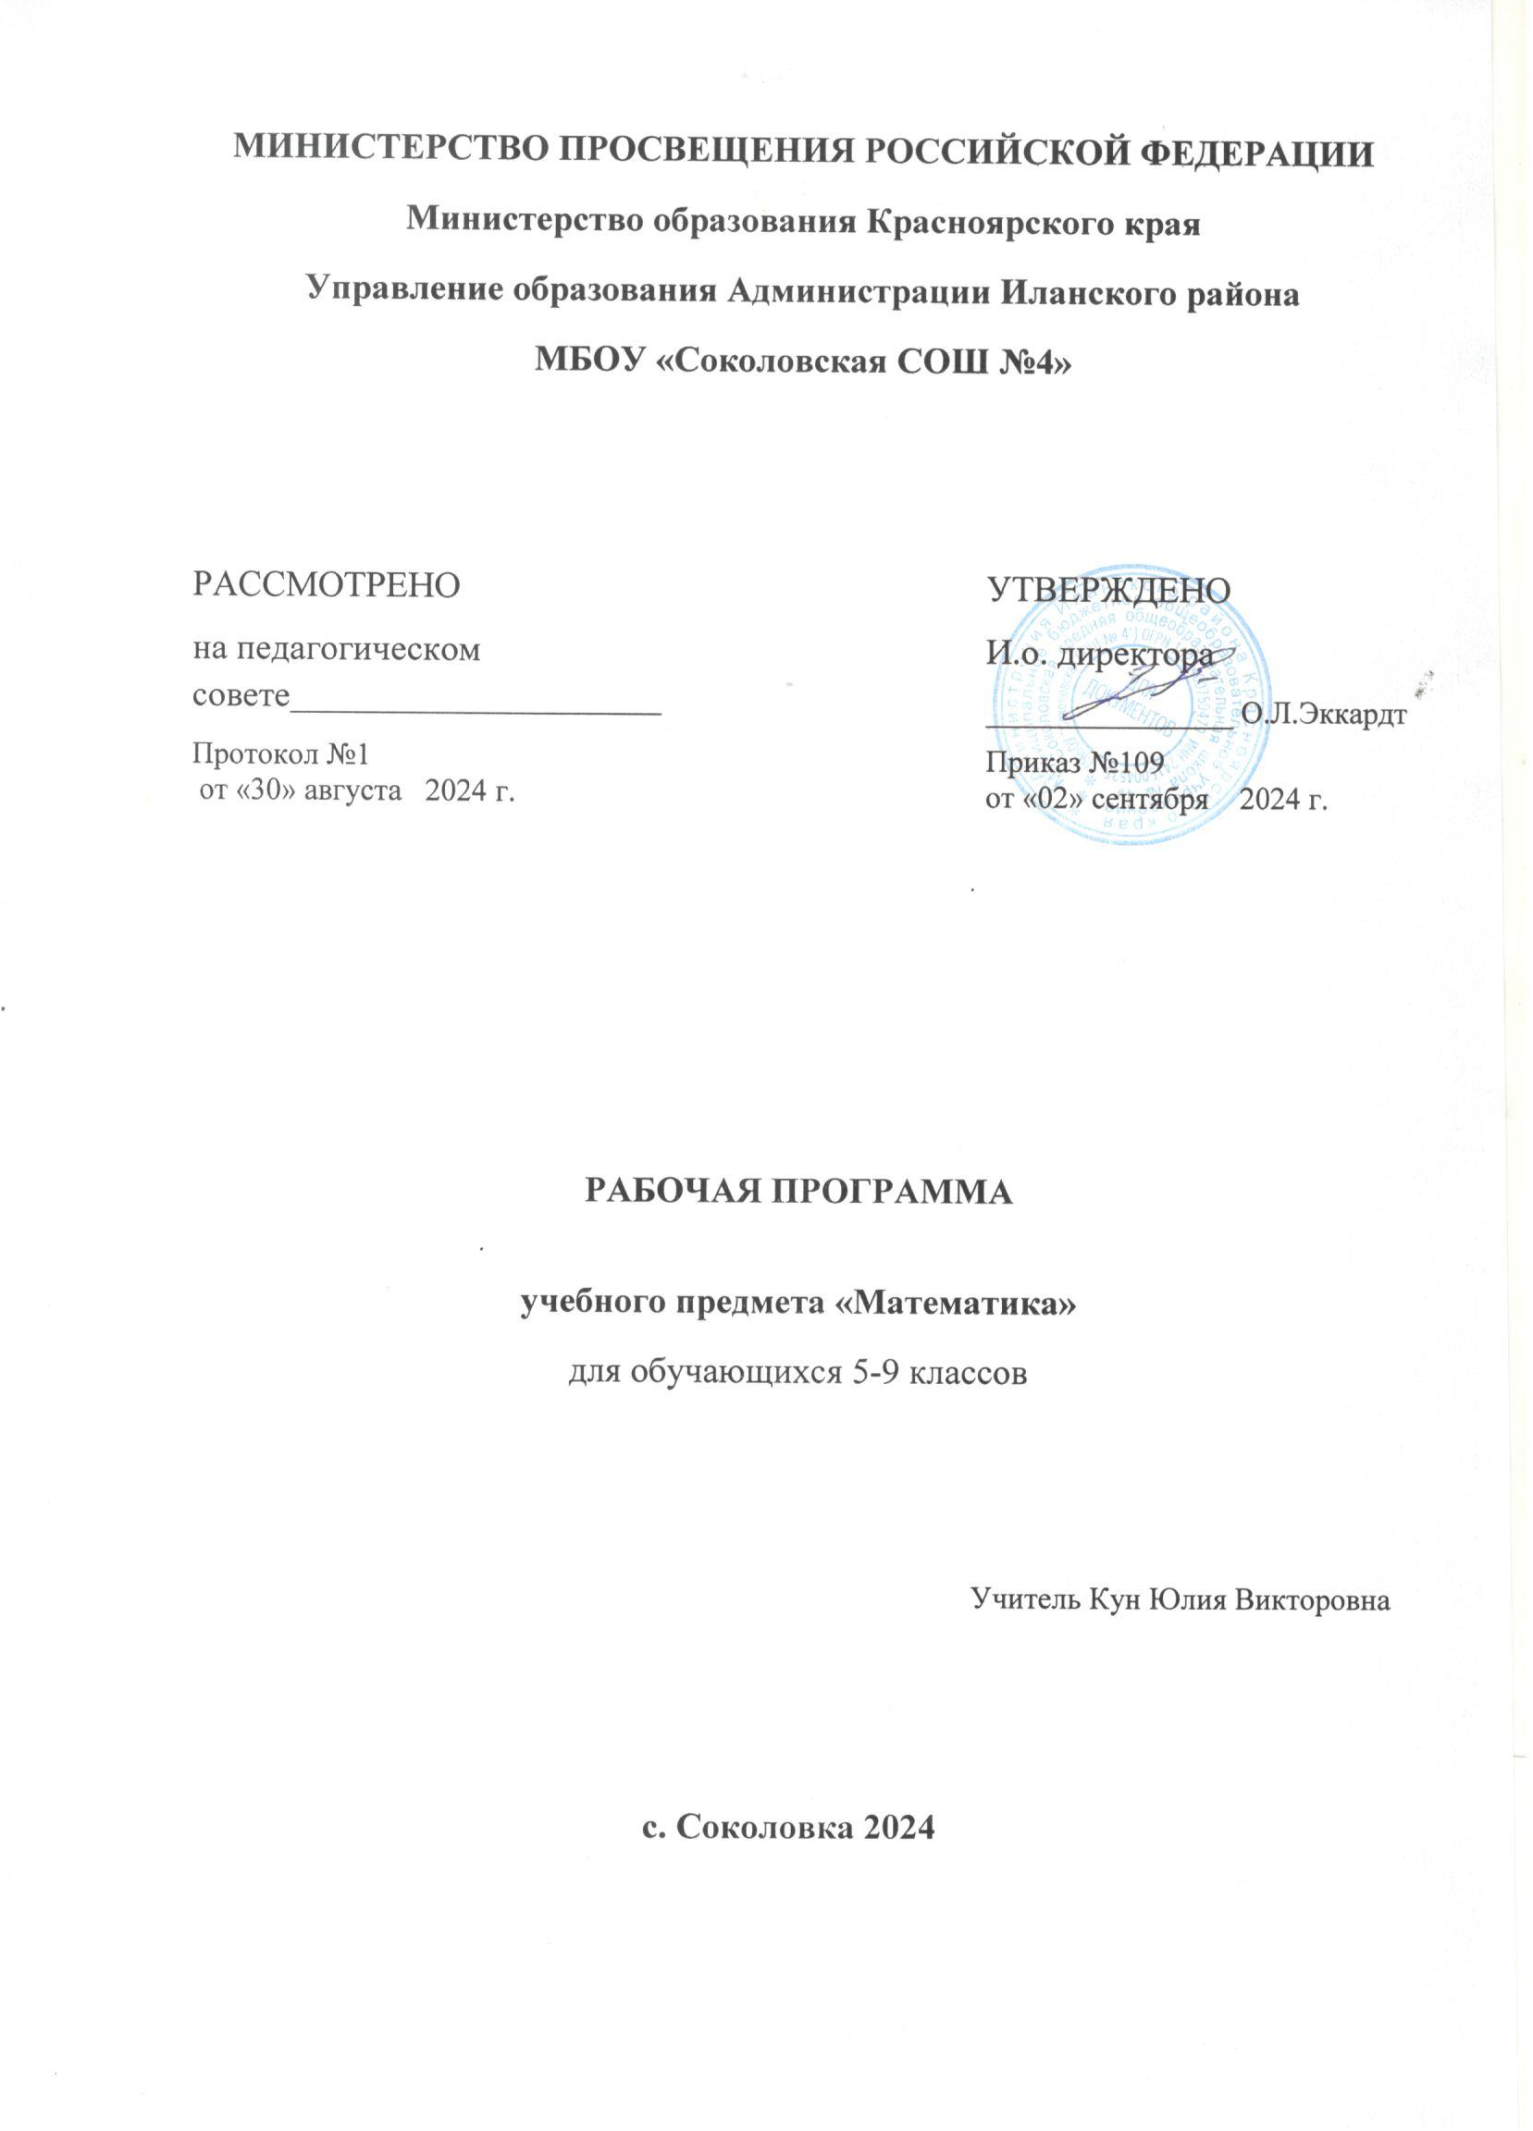 МИНИСТЕРСТВО ПРОСВЕЩЕНИЯ РОССИЙСКОЙ ФЕДЕРАЦИИ
Министерство образования Красноярского края
Управление образования Администрации Иланского района
МБОУ «Соколовская СОШ №4»
РАССМОТРЕНО
на педагогическом
совете
Протокол №1
от «30» августа 2024 г.
УТВЕРЖДЕНО
И.о. директора
О.Л.Эккардт
Приказ №109
от «02» сентября 2024 г.
ДОКУМЕНТОВ
РАБОЧАЯ ПРОГРАММА
учебного предмета «Математика»
для обучающихся 5-9 классов
Учитель Кун Юлия Викторовна
с. Соколовка 2024